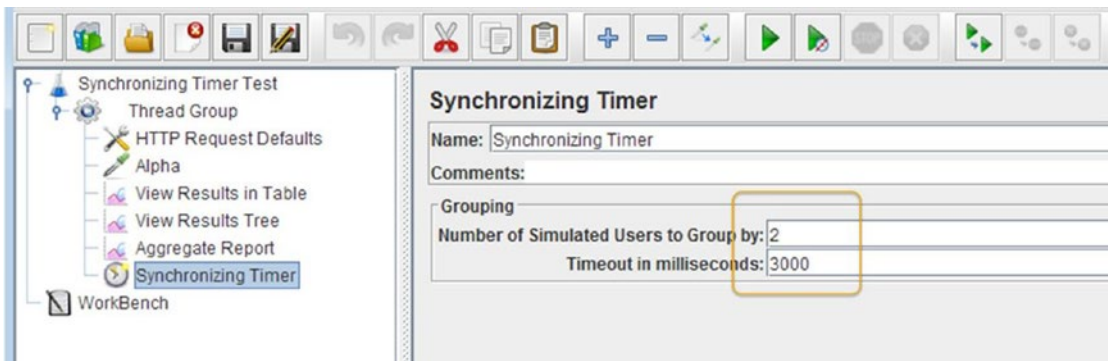 Synchronizing Timer Test
Thread Group
HTTP Request Defaults
Alpha
View Results in Table
View Results Tree
Aggregate Report
Synchronizing Timer
WorkBench
Synchronizing Timer
Name: Synchronizing Timer
Comments:
Grouping
Number of Simulated Users to Group by: 2
Timeout in milliseconds: 3000